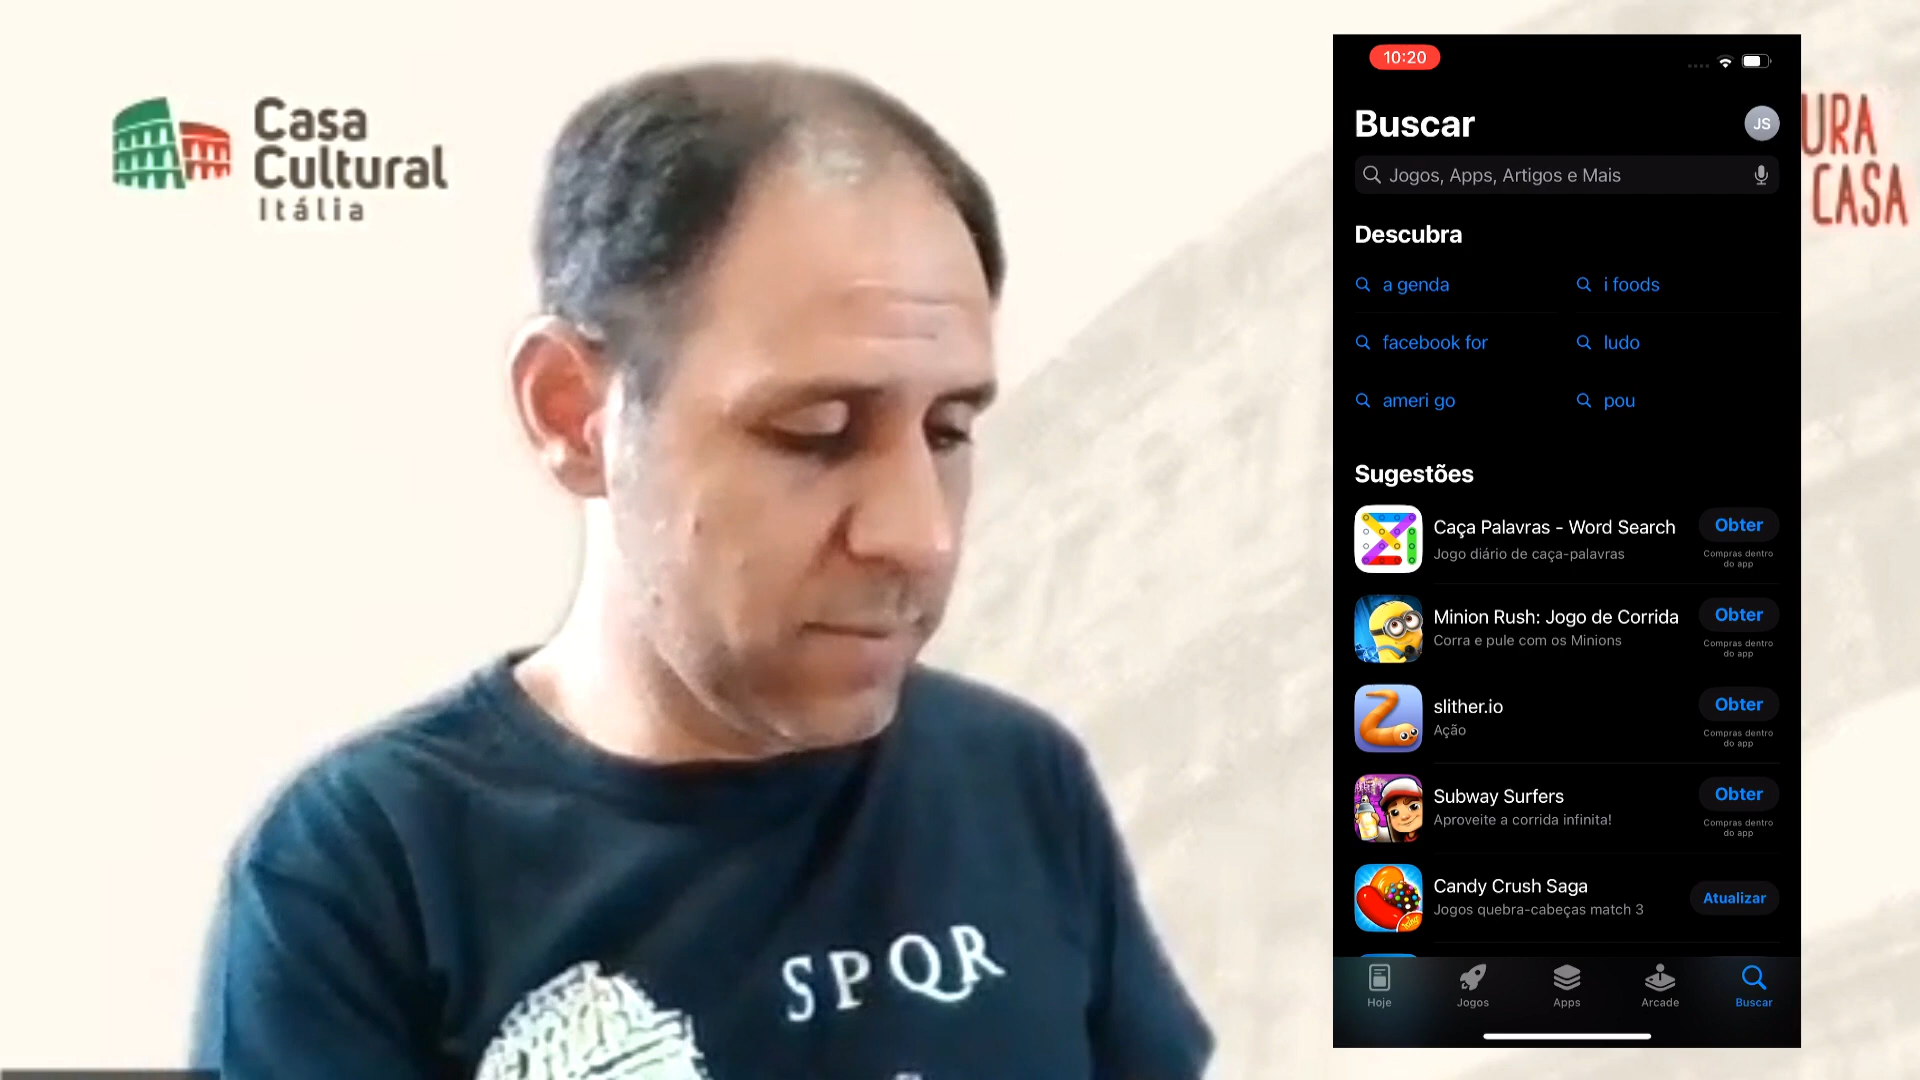 Casa
Cultural
Itália
SPQR
URA
CASA
10:20
Buscar
JS
Jogos, Apps, Artigos e Mais
Descubra
a genda
i foods
facebook for
ludo
ameri go
pou
Sugestões
Caça Palavras - Word Search
Jogo diário de caça-palavras
Obter
Compras dentro
do app
Minion Rush: Jogo de Corrida
Corra e pule com os Minions
Obter
Compras dentro
do app
slither.io
Ação
Obter
Compras dentro
do app
Subway Surfers
Aproveite a corrida infinita!
Obter
Compras dentro
do app
Candy Crush Saga
Jogos quebra-cabeças match 3
Atualizar
Hoje
Jogos
Apps
Arcade
Buscar